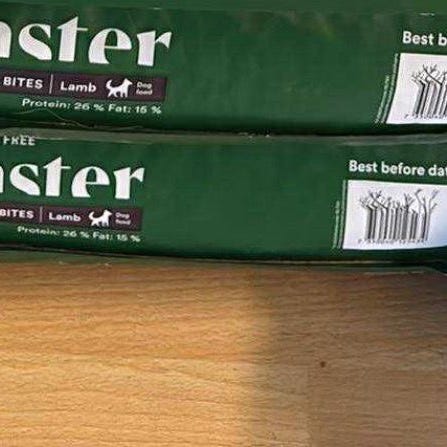 aster
Best b
BITES | Lamb Dog food
Protein: 26 % Fat: 15 %
FREE
aster
Best before dat
BITES | Lamb Dog food
Protein: 26 % Fat: 15 %